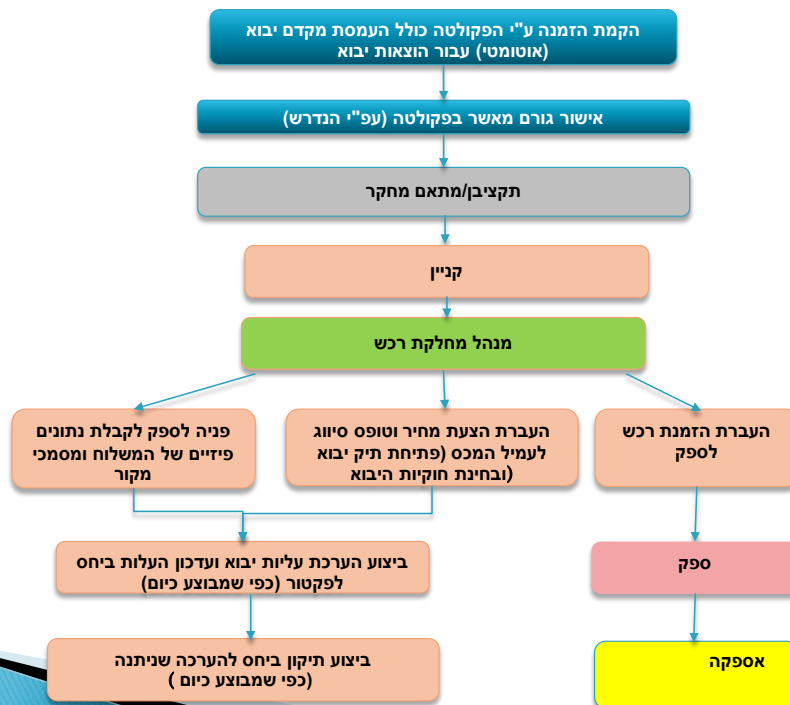 הקמת הזמנה ע"י הפקולטה כולל העמסת מקדם יבוא
(אוטומטי) עבור הוצאות יבוא
אישור גורם מאשר בפקולטה (עפ"י הנדרש)
תקציבן/מתאם מחקר
קניין
מנהל מחלקת רכש
העברת הזמנת רכש
לספק
העברת הצעת מחיר וטופס סיווג
לעמיל המכס (פתיחת תיק יבוא
ובחינת חוקיות היבוא)
פניה לספק לקבלת נתונים
פיזיים של המשלוח ומסמכי
מקור
ספק
ביצוע הערכת עליות יבוא ועדכון העלות ביחס
לפקטור (כפי שמבוצע כיום)
אספקה
ביצוע תיקון ביחס להערכה שניתנה
(כפי שמבוצע כיום )